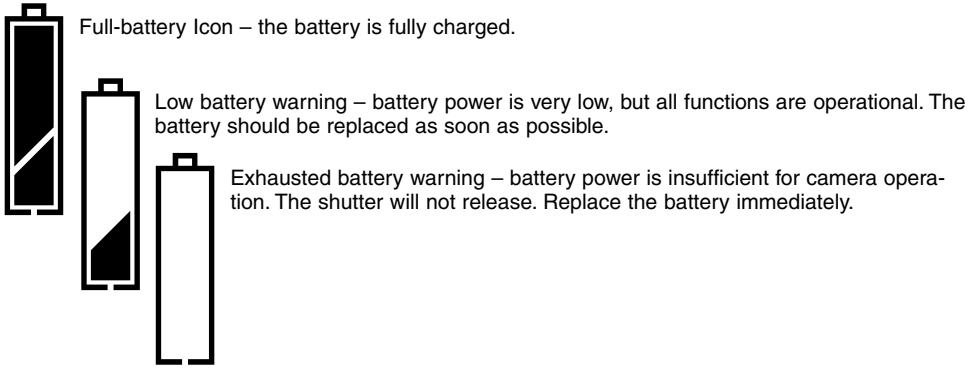 Full-battery Icon – the battery is fully charged.
Low battery warning – battery power is very low, but all functions are operational. The
battery should be replaced as soon as possible.
Exhausted battery warning – battery power is insufficient for camera opera-
tion. The shutter will not release. Replace the battery immediately.